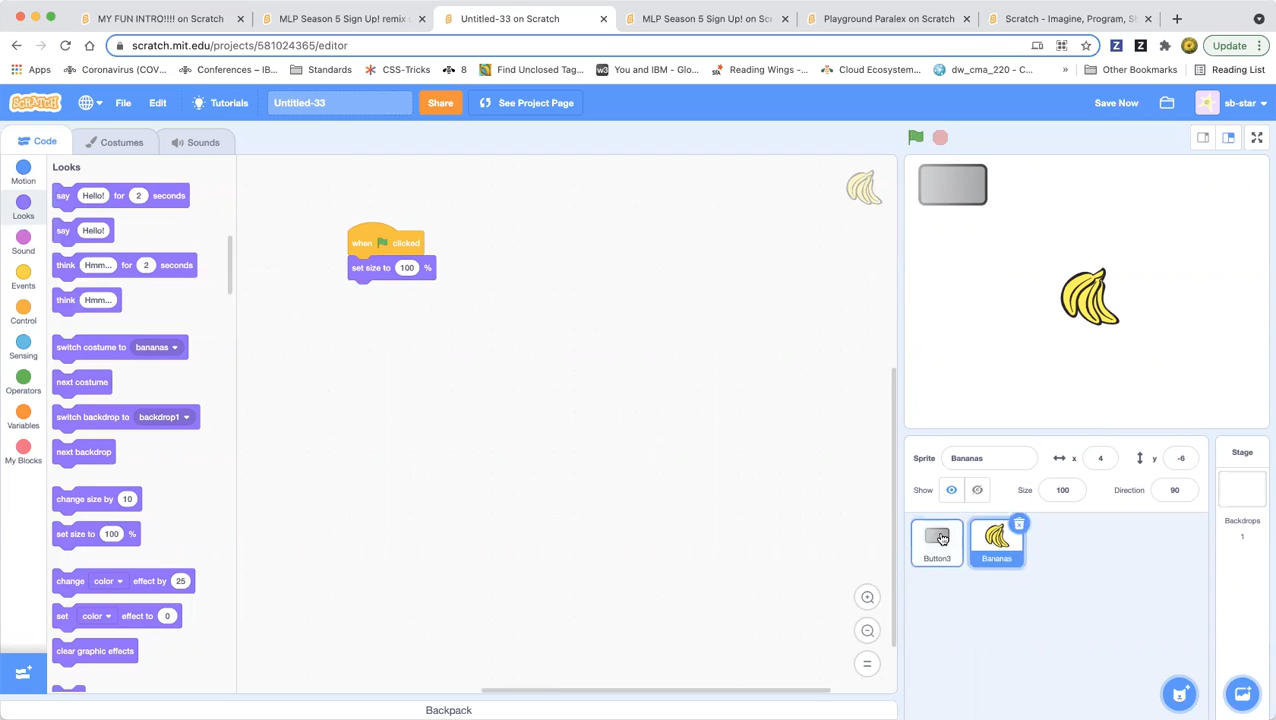 MY FUN INTRO!!!! on Scratch
MLP Season 5 Sign Up! remix
Untitled-33 on Scratch
MLP Season 5 Sign Up! on Sc
Playground Paralex on Scratch
Scratch - Imagine, Program, S
scratch.mit.edu/projects/581024365/editor
Update
Apps
Coronavirus (COV...
Conferences – IB...
Standards
CSS-Tricks
8
Find Unclosed Tag...
You and IBM - Glo...
Reading Wings –...
Cloud Ecosystem...
dw_cma_220 – C...
»
Other Bookmarks
Reading List
SCRATCH
File
Edit
Tutorials
Untitled-33
Share
See Project Page
Save Now
sb-star
Code
Costumes
Sounds
Motion
Looks
Sound
Events
Control
Sensing
Operators
Variables
My Blocks
Looks
say Hello! for 2 seconds
say Hello!
think Hmm... for 2 seconds
think Hmm...
switch costume to bananas
next costume
switch backdrop to backdrop1
next backdrop
change size by 10
set size to 100 %
change color effect by 25
set color effect to 0
clear graphic effects
when clicked
set size to 100 %
Backpack
Sprite Bananas x 4 y -6
Show Size 100 Direction 90
Button3
Bananas
Stage
Backdrops
1